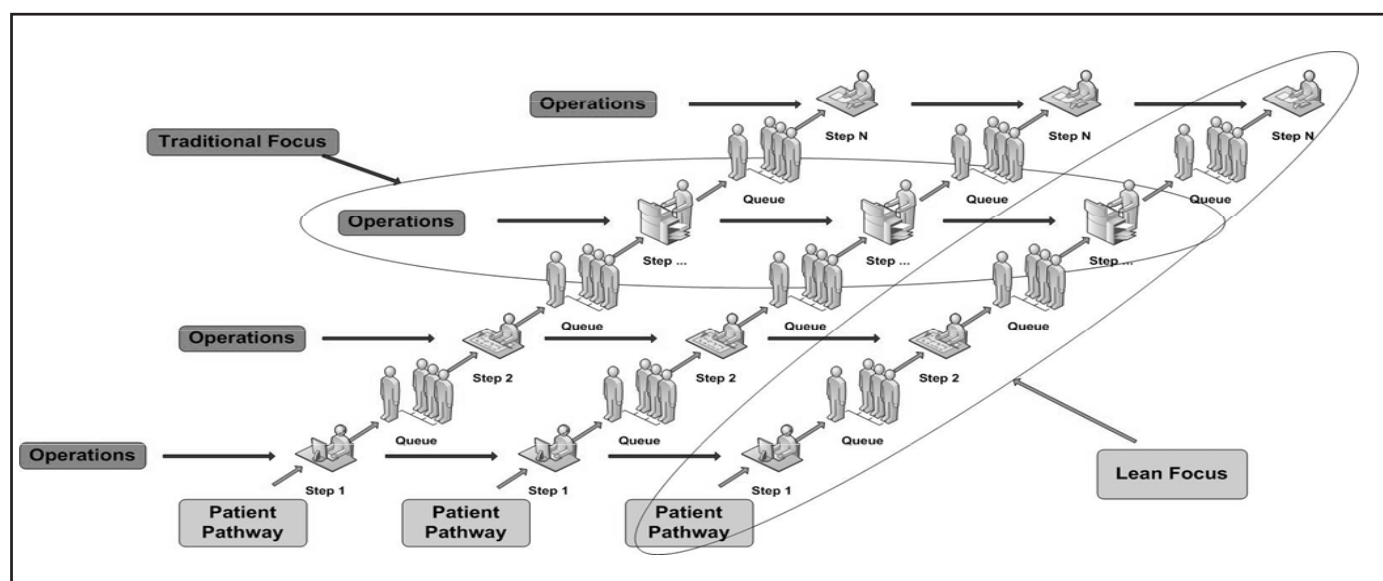 Operations
Step N
Step N
Step N
Traditional Focus
Queue
Queue
Queue
Operations
Step ...
Step ...
Step ...
Queue
Queue
Queue
Operations
Step 2
Step 2
Step 2
Queue
Queue
Queue
Operations
Step 1
Step 1
Step 1
Lean Focus
Patient
Pathway
Patient
Pathway
Patient
Pathway